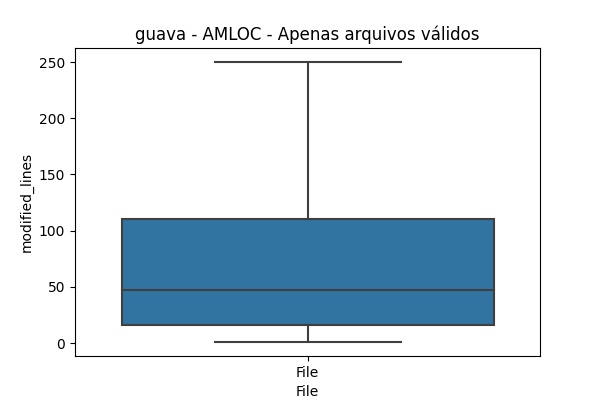 guava - AMLOC - Apenas arquivos válidos
250
200
150
100
50
0
modified_lines
File
File